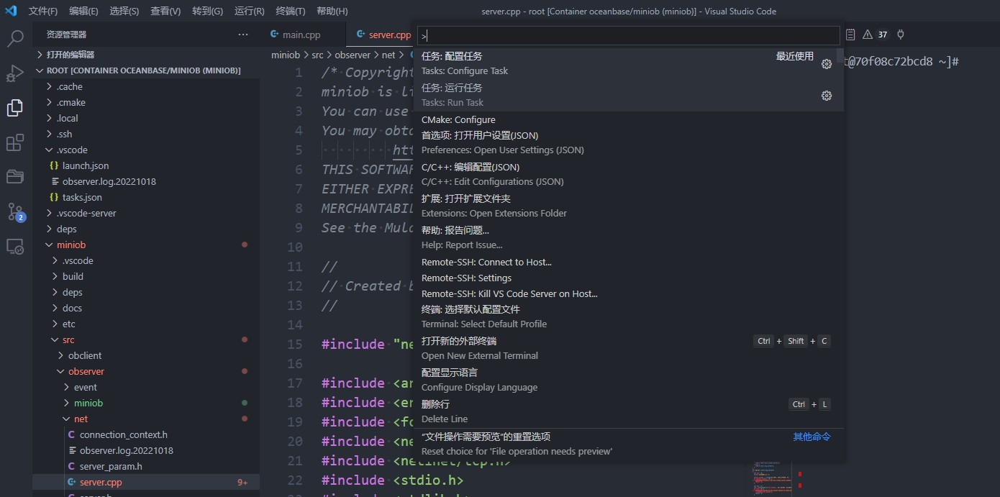 文件(F) 编辑(E) 选择(S) 查看(V) 转到(G) 运行(R) 终端(T) 帮助(H) server.cpp - root [Container oceanbase/miniob (miniob)] - Visual Studio Code
资源管理器 ···
打开的编辑器
ROOT [CONTAINER OCEANBASE/MINIOB (MINIOB)]
.cache
.cmake
.local
.ssh
.vscode
launch.json
observer.log.20221018
tasks.json
.vscode-server
deps
miniob
.vscode
build
deps
docs
etc
src
obclient
observer
event
miniob
net
connection_context.h
observer.log.20221018
server_param.h
server.cpp 9+
2
main.cpp server.cpp
miniob > src > observer > net >
1 /* Copyright
2 miniob is li
3 You can use
4 You may obta
5 htt
6 THIS SOFTWAR
7 EITHER EXPRE
8 MERCHANTABIL
9 See the Mula
10
11 //
12 // Created b
13 //
14
15 #include "ne
16
17 #include <ar
18 #include <er
19 #include <fc
20 #include <ne
21 #include <netinet/tcp.h>
22 #include <stdio.h>
>
任务: 配置任务 最近使用
Tasks: Configure Task
任务: 运行任务
Tasks: Run Task
CMake: Configure
首选项: 打开用户设置(JSON)
Preferences: Open User Settings (JSON)
C/C++: 编辑配置(JSON)
C/C++: Edit Configurations (JSON)
扩展: 打开扩展文件夹
Extensions: Open Extensions Folder
帮助: 报告问题...
Help: Report Issue...
Remote-SSH: Connect to Host...
Remote-SSH: Settings
Remote-SSH: Kill VS Code Server on Host...
终端: 选择默认配置文件
Terminal: Select Default Profile
打开新的外部终端 Ctrl + Shift + C
Open New External Terminal
配置显示语言
Configure Display Language
删除行 Ctrl + L
Delete Line
"文件操作需要预览"的重置选项 其他命令
Reset choice for 'File operation needs preview'
37
t@70f08c72bcd8 ~]#